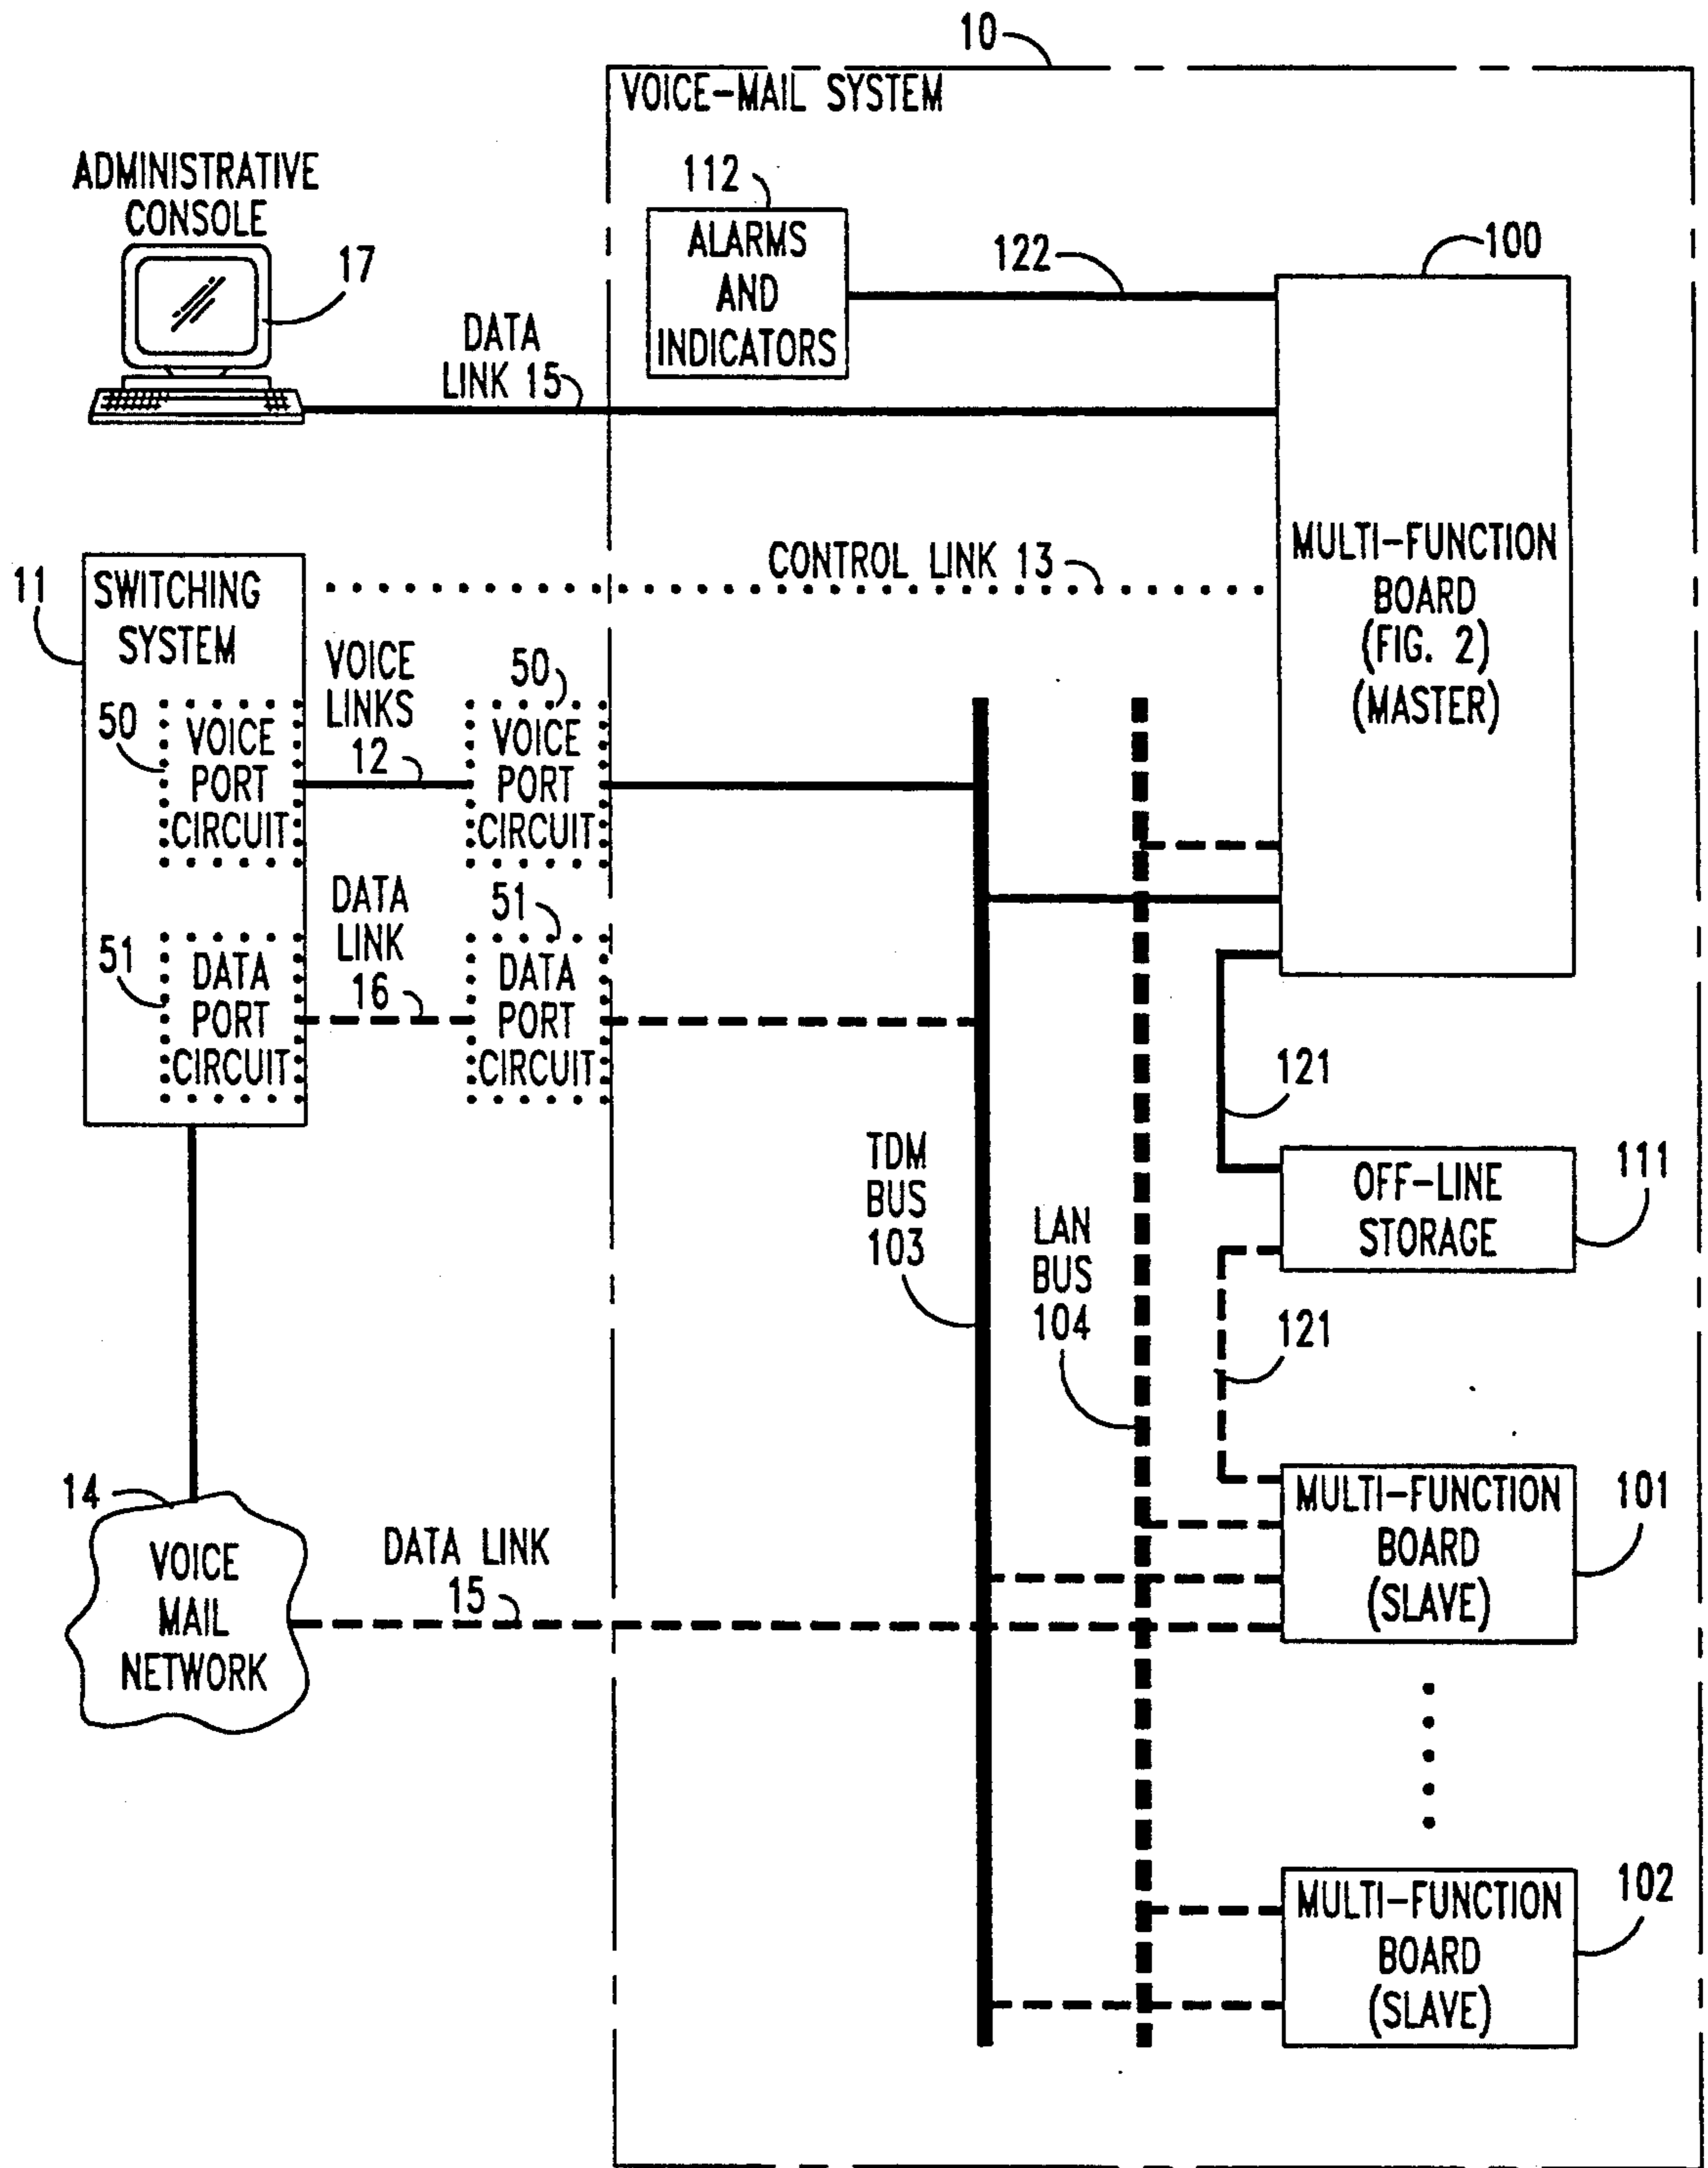 10
VOICE-MAIL SYSTEM
ADMINISTRATIVE
CONSOLE
17
112
ALARMS
AND
INDICATORS
122
100
DATA
LINK 15
MULTI-FUNCTION
BOARD
(FIG. 2)
(MASTER)
CONTROL LINK 13
11
SWITCHING
SYSTEM
VOICE
LINKS
12
50
VOICE
PORT
CIRCUIT
50
VOICE
PORT
CIRCUIT
DATA
LINK
16
51
DATA
PORT
CIRCUIT
51
DATA
PORT
CIRCUIT
121
TDM
BUS
103
LAN
BUS
104
OFF-LINE
STORAGE
111
121
14
VOICE
MAIL
NETWORK
DATA LINK
15
MULTI-FUNCTION
BOARD
(SLAVE)
101
MULTI-FUNCTION
BOARD
(SLAVE)
102